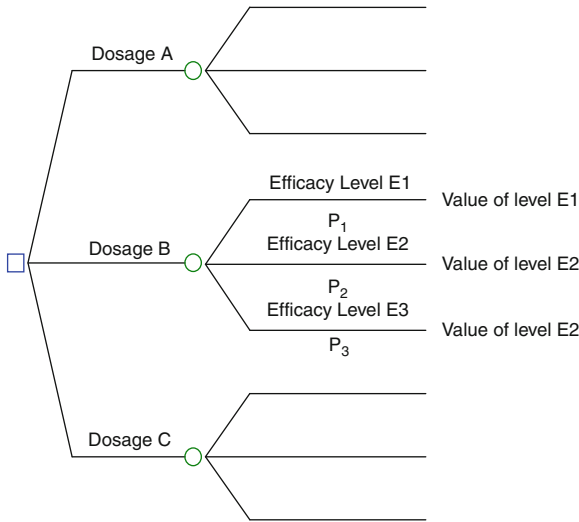 Dosage A
Efficacy Level E1
Value of level E1
P1
Efficacy Level E2
Dosage B
Value of level E2
P2
Efficacy Level E3
Value of level E2
P3
Dosage C